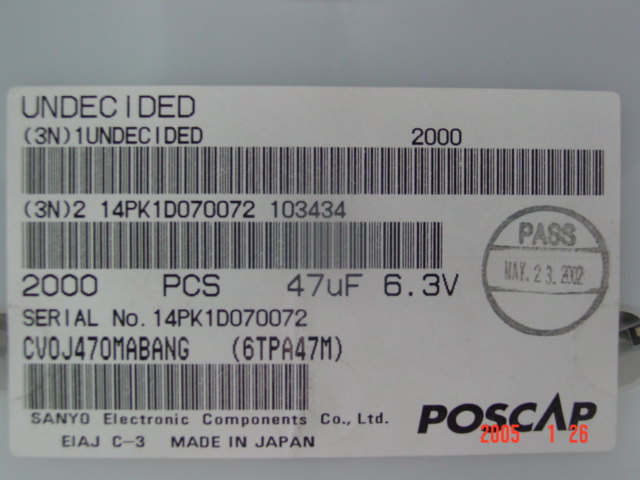 UNDECIDED
(3N)1UNDECIDED 2000
(3N)2 14PK1D070072 103434
PASS
MAY. 23. 2002
2000 PCS 47uF 6.3V
SERIAL No. 14PK1D070072
CV0J470MABANG (6TPA47M)
SANYO Electronic Components Co., Ltd.
EIAJ C-3 MADE IN JAPAN
POSCAP
2005 1 26